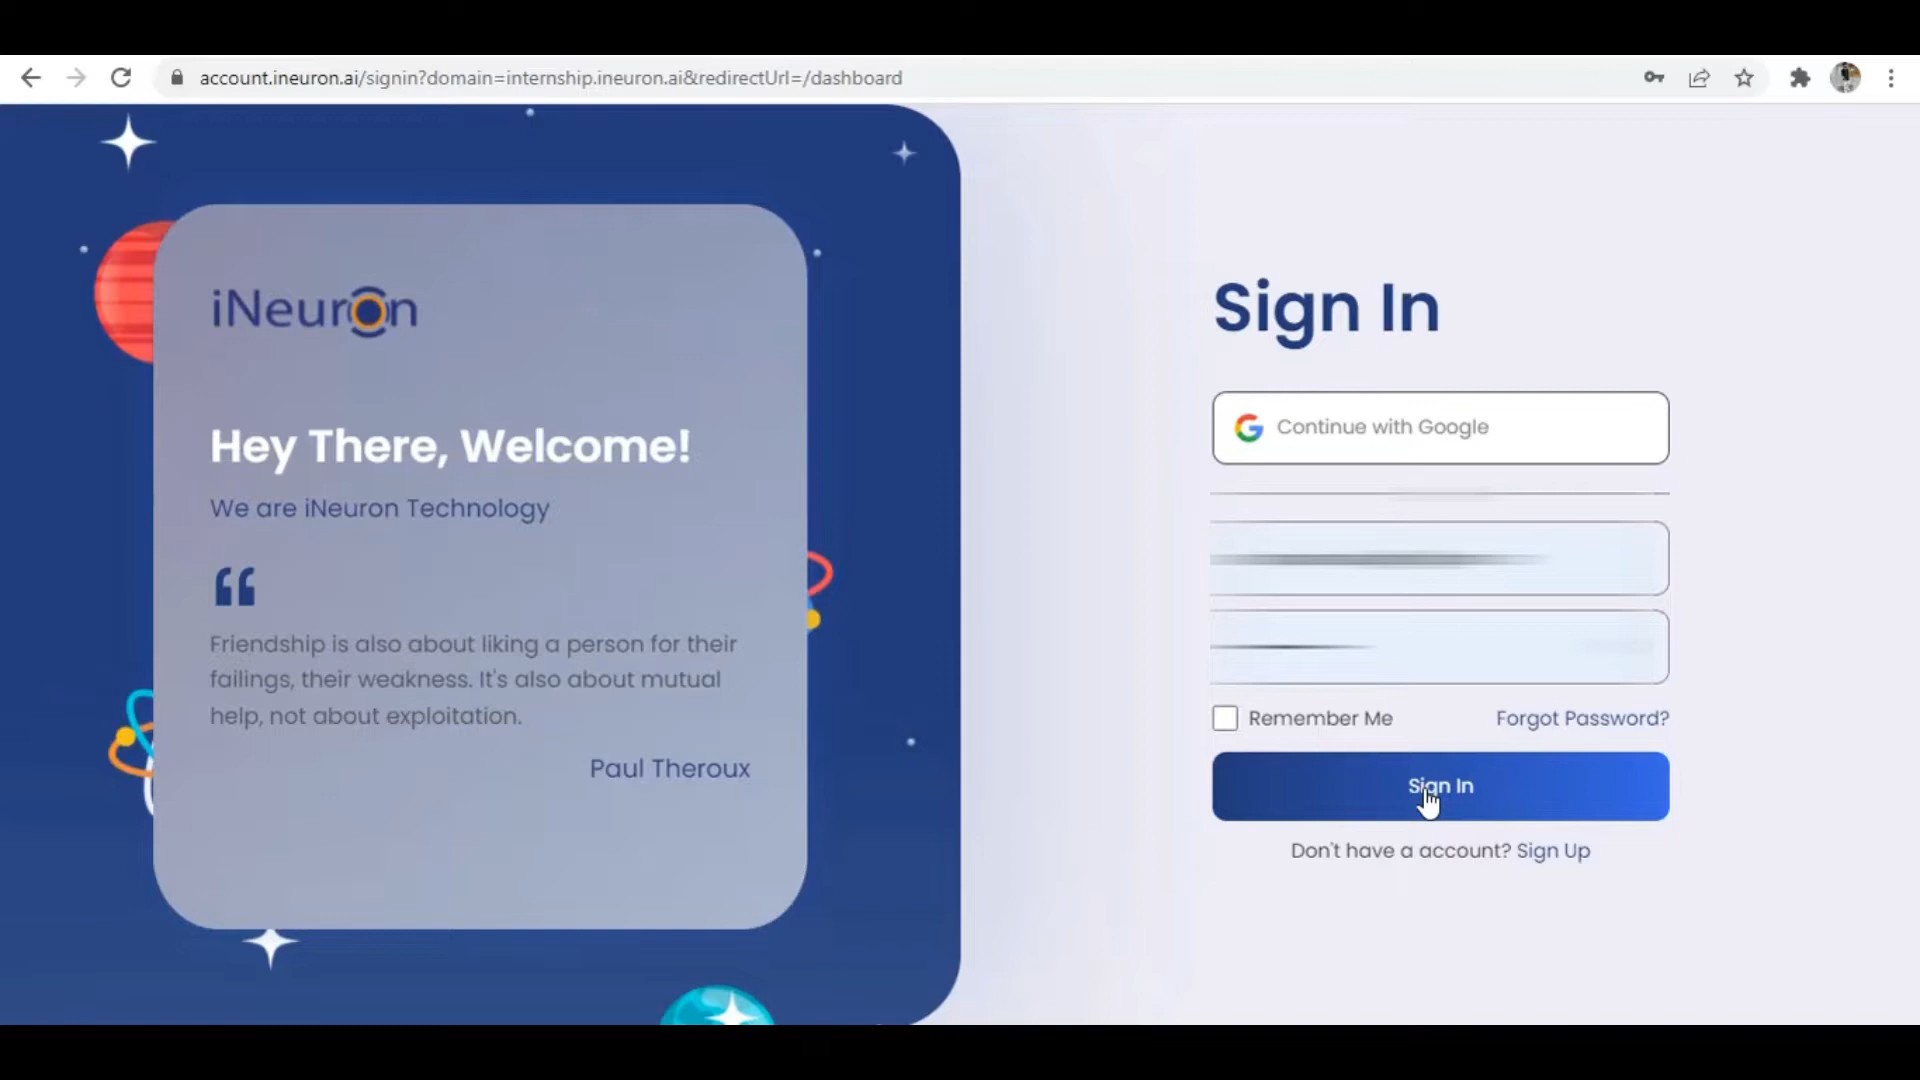 account.ineuron.ai/signin?domain=internship.ineuron.ai&redirectUrl=/dashboard
iNeuron
Hey There, Welcome!
We are iNeuron Technology
“
Friendship is also about liking a person for their
failings, their weakness. It's also about mutual
help, not about exploitation.
Paul Theroux
Sign In
Continue with Google
Remember Me
Forgot Password?
Sign In
Don't have a account? Sign Up